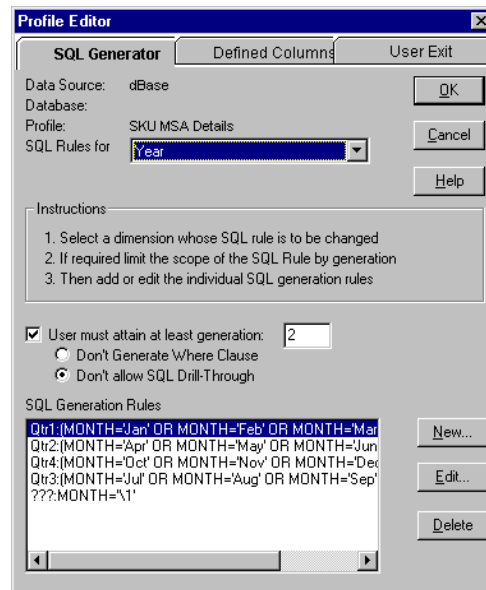 Profile Editor
SQL Generator
Defined Columns
User Exit
Data Source: dBase
Database:
Profile: SKU MSA Details
SQL Rules for Year
OK
Cancel
Help
Instructions
1. Select a dimension whose SQL rule is to be changed
2. If required limit the scope of the SQL Rule by generation
3. Then add or edit the individual SQL generation rules
User must attain at least generation: 2
Don't Generate Where Clause
Don't allow SQL Drill-Through
SQL Generation Rules
Qtr1:(MONTH='Jan' OR MONTH='Feb' OR MONTH='Mar
Qtr2:(MONTH='Apr' OR MONTH='May' OR MONTH='Jun
Qtr4:(MONTH='Oct' OR MONTH='Nov' OR MONTH='Dec
Qtr3:(MONTH='Jul' OR MONTH='Aug' OR MONTH='Sep'
???:MONTH='\1'
New...
Edit...
Delete